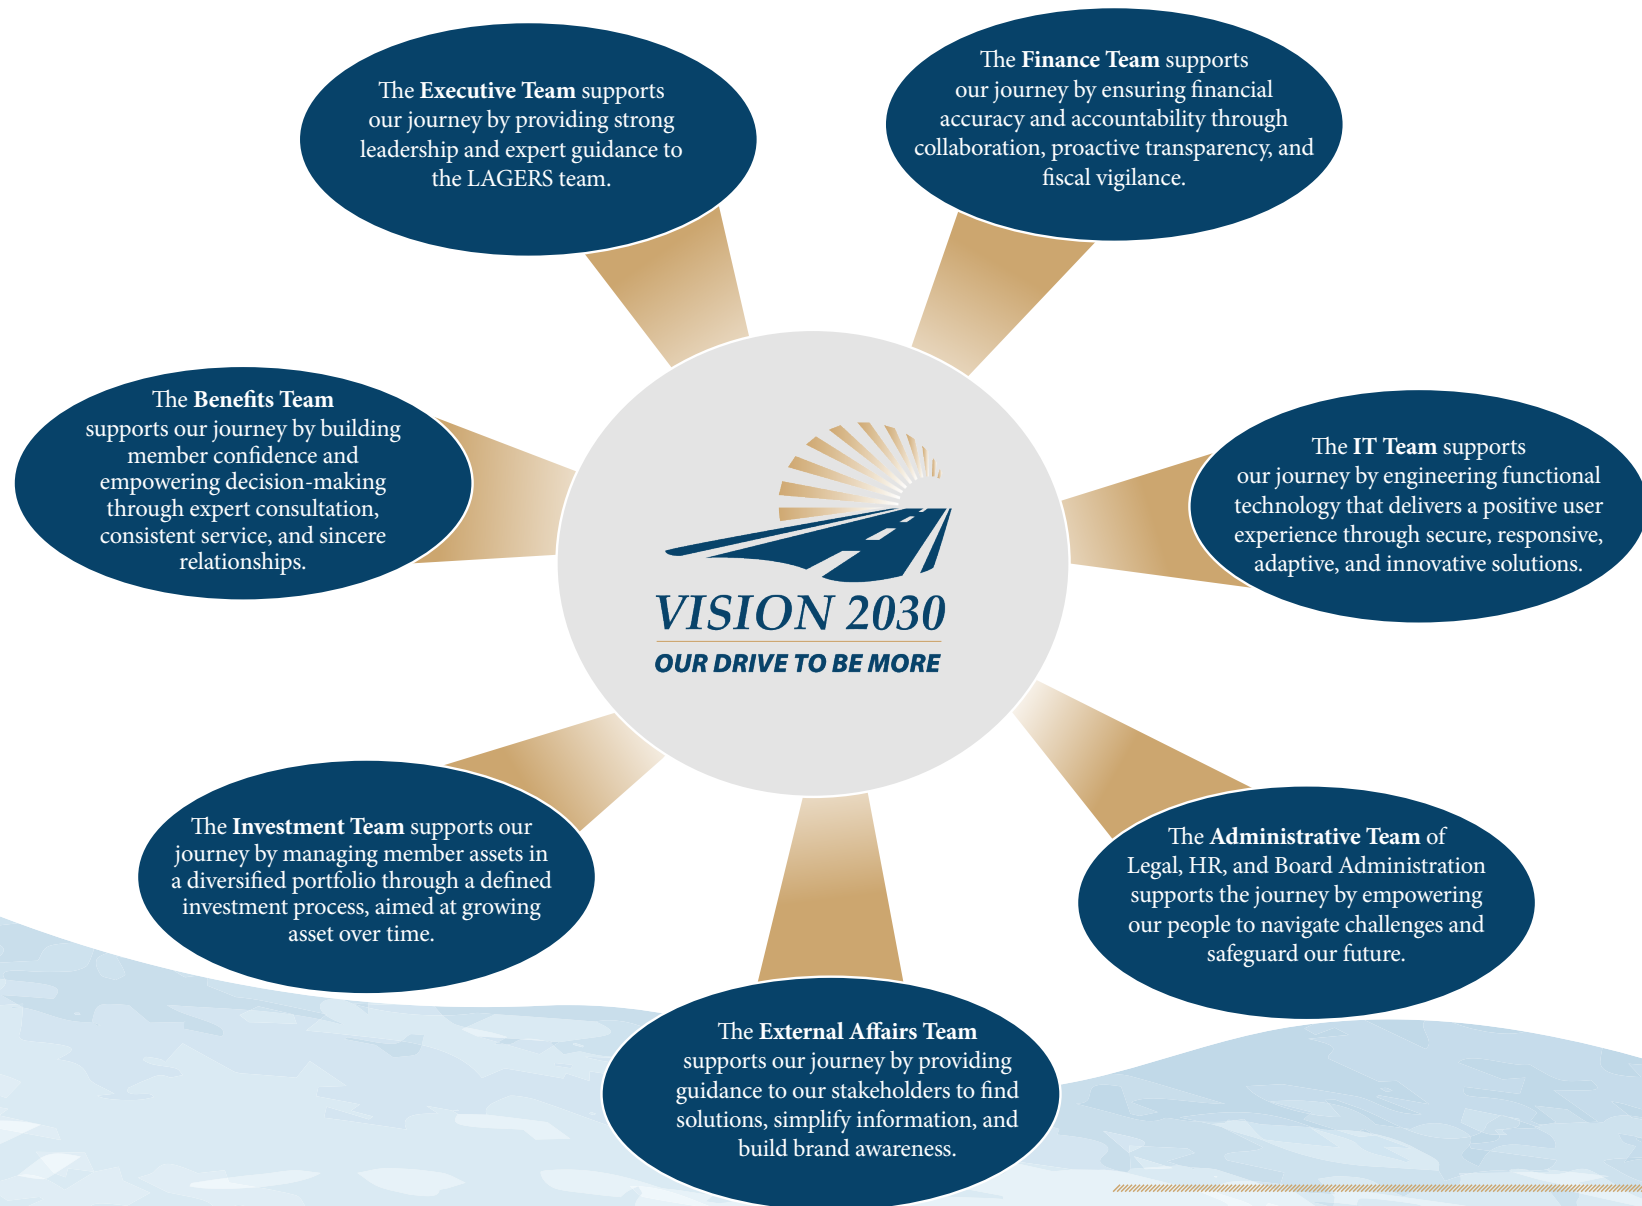 The Executive Team supports
our journey by providing strong
leadership and expert guidance to
the LAGERS team.
The Finance Team supports
our journey by ensuring financial
accuracy and accountability through
collaboration, proactive transparency, and
fiscal vigilance.
The Benefits Team
supports our journey by building
member confidence and
empowering decision-making
through expert consultation,
consistent service, and sincere
relationships.
VISION 2030
OUR DRIVE TO BE MORE
The IT Team supports
our journey by engineering functional
technology that delivers a positive user
experience through secure, responsive,
adaptive, and innovative solutions.
The Investment Team supports our
journey by managing member assets in
a diversified portfolio through a defined
investment process, aimed at growing
asset over time.
The Administrative Team of
Legal, HR, and Board Administration
supports the journey by empowering
our people to navigate challenges and
safeguard our future.
The External Affairs Team
supports our journey by providing
guidance to our stakeholders to find
solutions, simplify information, and
build brand awareness.